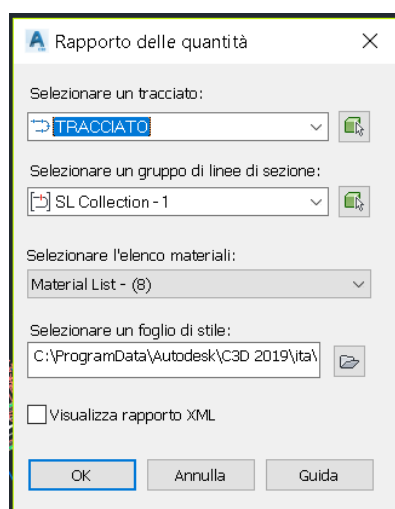 Rapporto delle quantità
Selezionare un tracciato:
TRACCIATO
Selezionare un gruppo di linee di sezione:
SL Collection - 1
Selezionare l'elenco materiali:
Material List - (8)
Selezionare un foglio di stile:
C:\ProgramData\Autodesk\C3D 2019\ita\
Visualizza rapporto XML
OK Annulla Guida